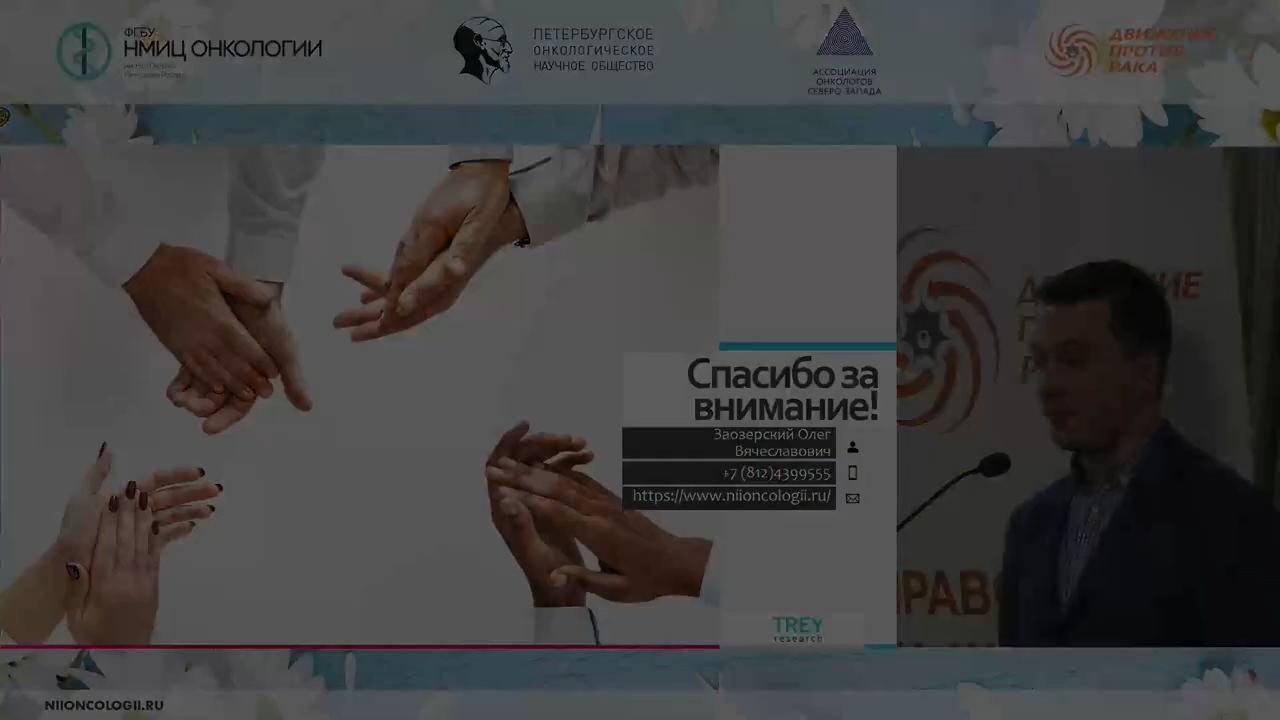 ФГБУ
НМИЦ ОНКОЛОГИИ
ПЕТЕРБУРГСКОЕ
ОНКОЛОГИЧЕСКОЕ
НАУЧНОЕ ОБЩЕСТВО
АССОЦИАЦИЯ
ОНКОЛОГОВ
СЕВЕРО-ЗАПАДА
ДВИЖЕНИЕ
ПРОТИВ
РАКА
Спасибо за
внимание!
Заозерский Олег
Вячеславович
+7 (812)4399555
https://www.niioncologii.ru/
TREY
research
NIIONCOLOGII.RU